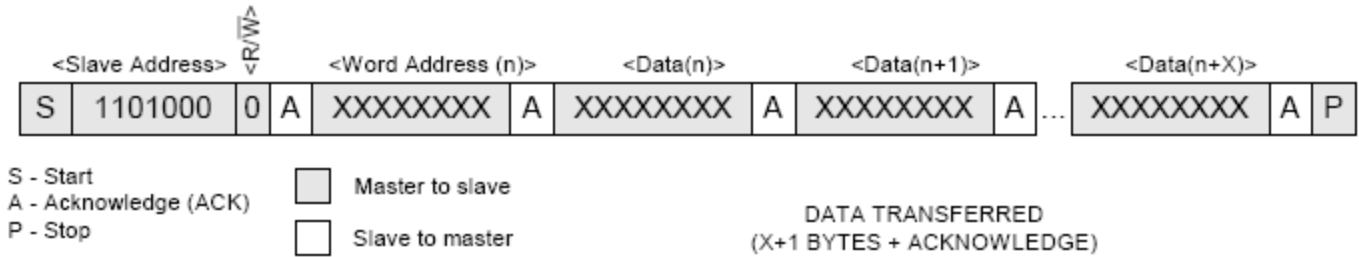 <R/W>
<Slave Address> <Word Address (n)> <Data(n)> <Data(n+1)> <Data(n+X)>
S 1101000 0 A XXXXXXXX A XXXXXXXX A XXXXXXXX A ... XXXXXXXX A P
S - Start
A - Acknowledge (ACK)
P - Stop
Master to slave
Slave to master
DATA TRANSFERRED
(X+1 BYTES + ACKNOWLEDGE)